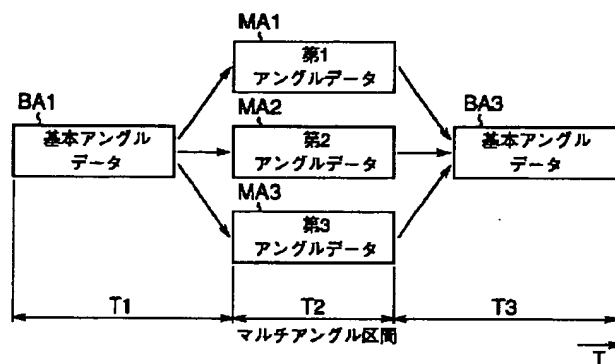 MA1
第1
アングルデータ
BA1
基本アングル
データ
MA2
第2
アングルデータ
BA3
基本アングル
データ
MA3
第3
アングルデータ
T1
T2
T3
マルチアングル区間
T